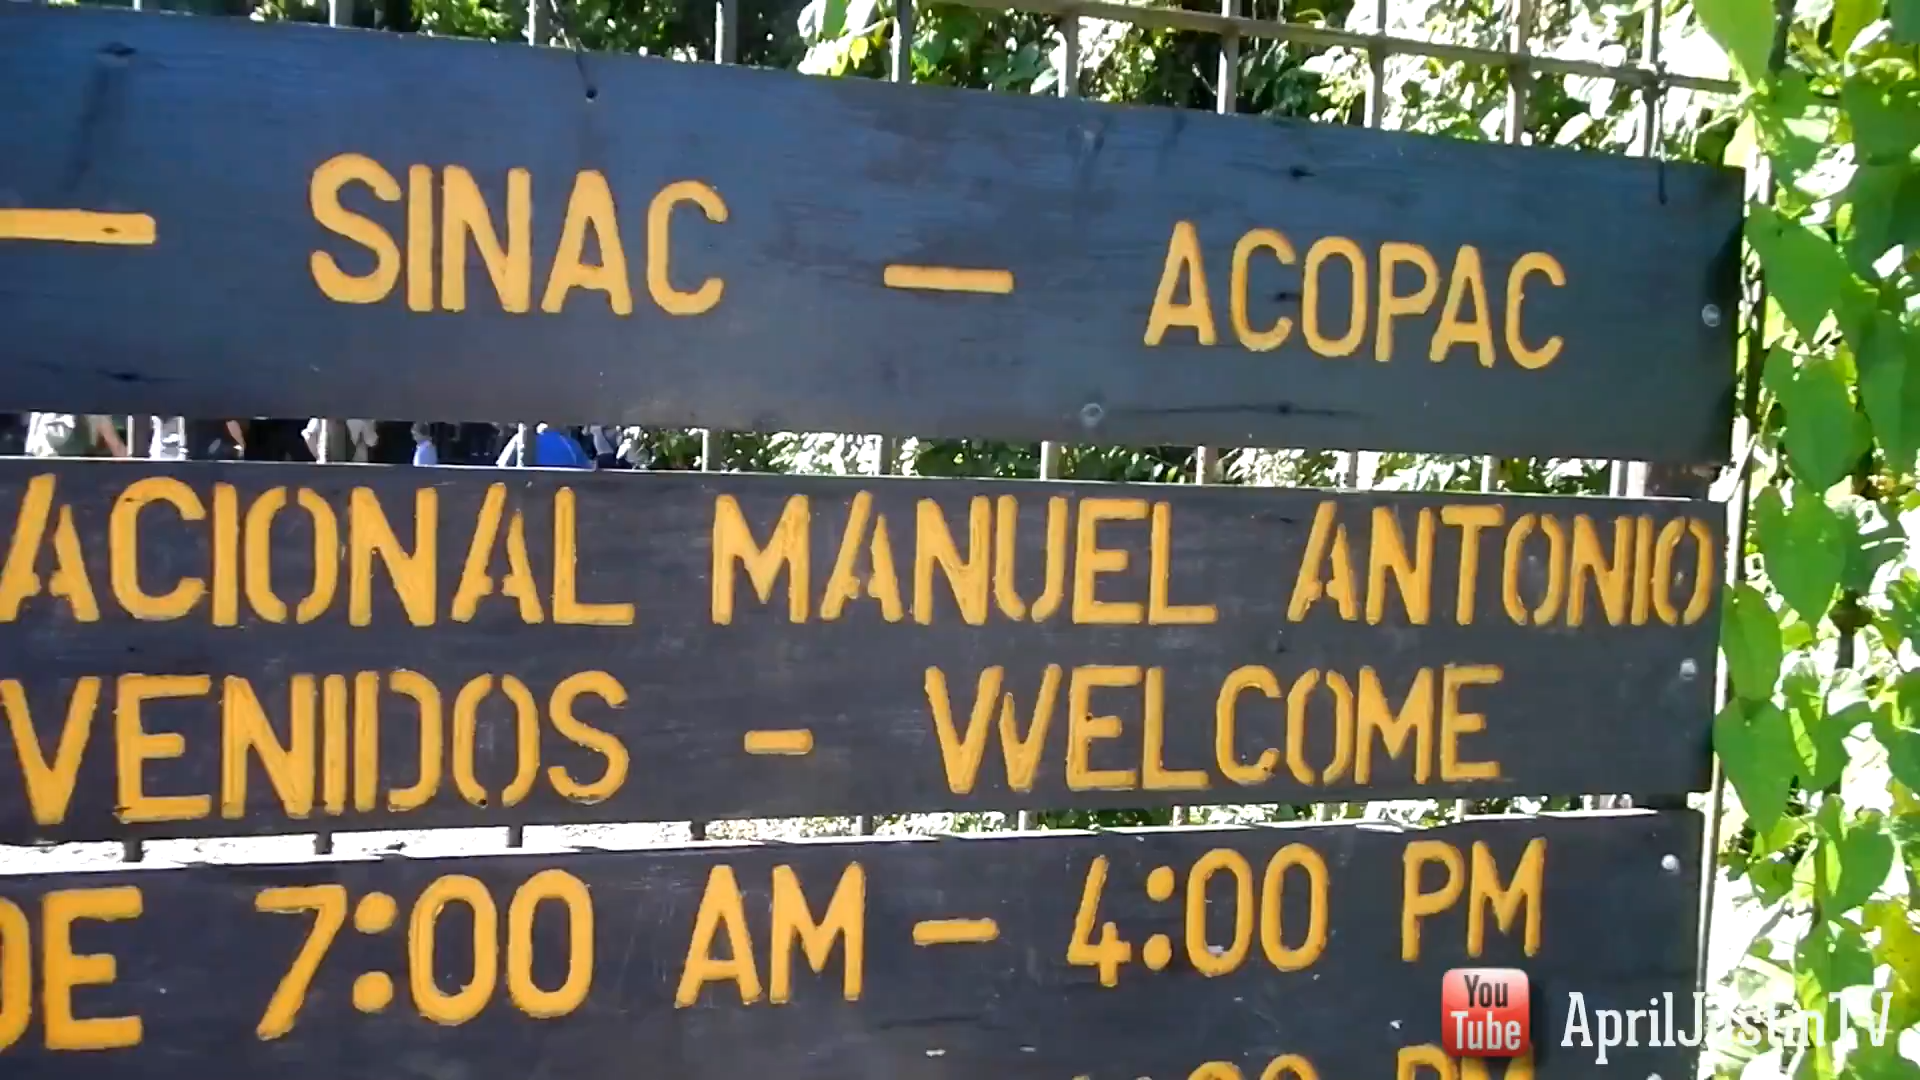 — SINAC — ACOPAC
ACIONAL MANUEL ANTONIO
VENIDOS - WELCOME
DE 7:00 AM – 4:00 PM
You Tube AprilJustinTV